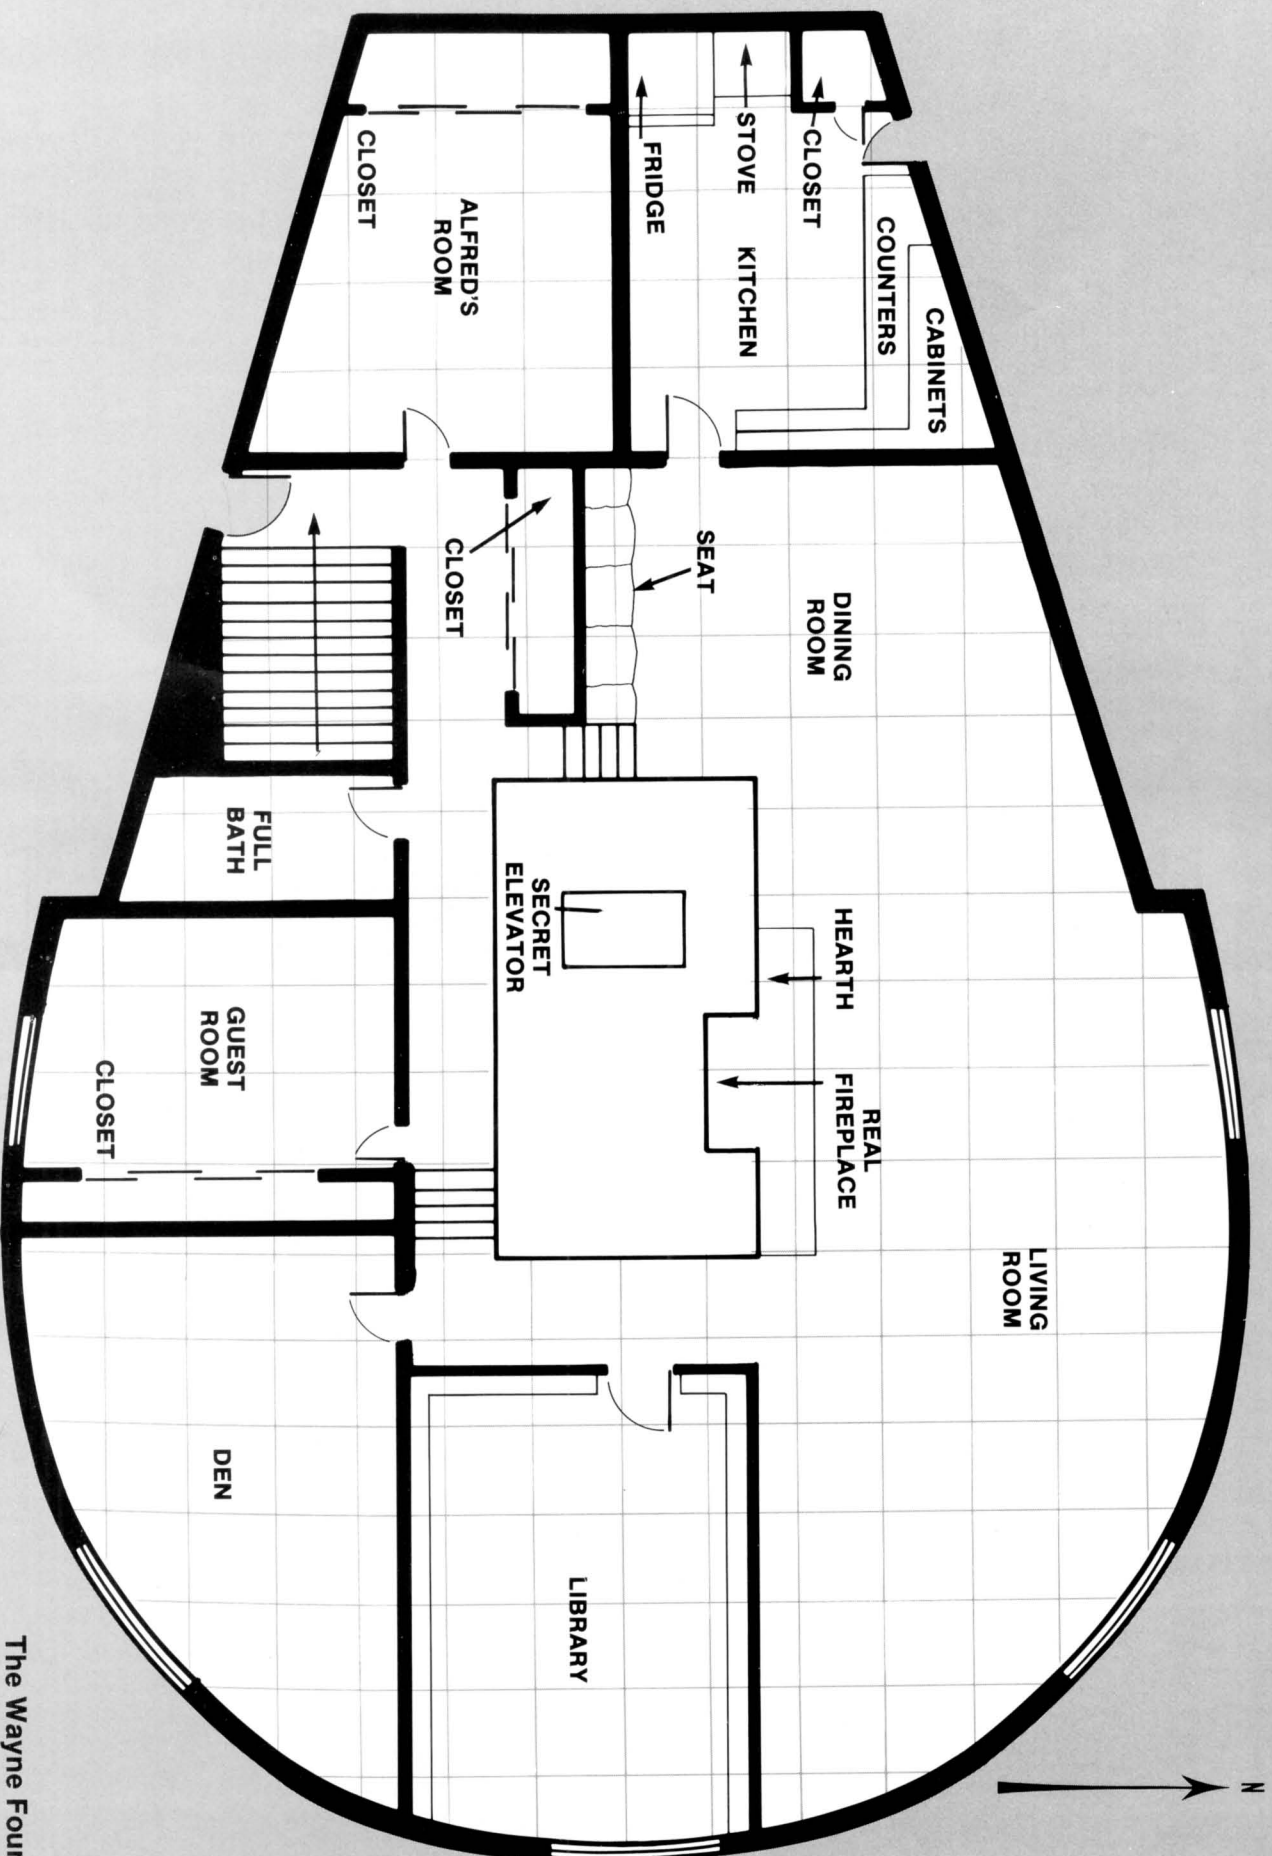 N
LIVING
ROOM
CABINETS
COUNTERS
REAL
FIREPLACE
HEARTH
DINING
ROOM
CLOSET
STOVE
KITCHEN
SEAT
FRIDGE
LIBRARY
SECRET
ELEVATOR
ALFRED'S
ROOM
CLOSET
CLOSET
FULL
BATH
GUEST
ROOM
DEN
CLOSET
The Wayne